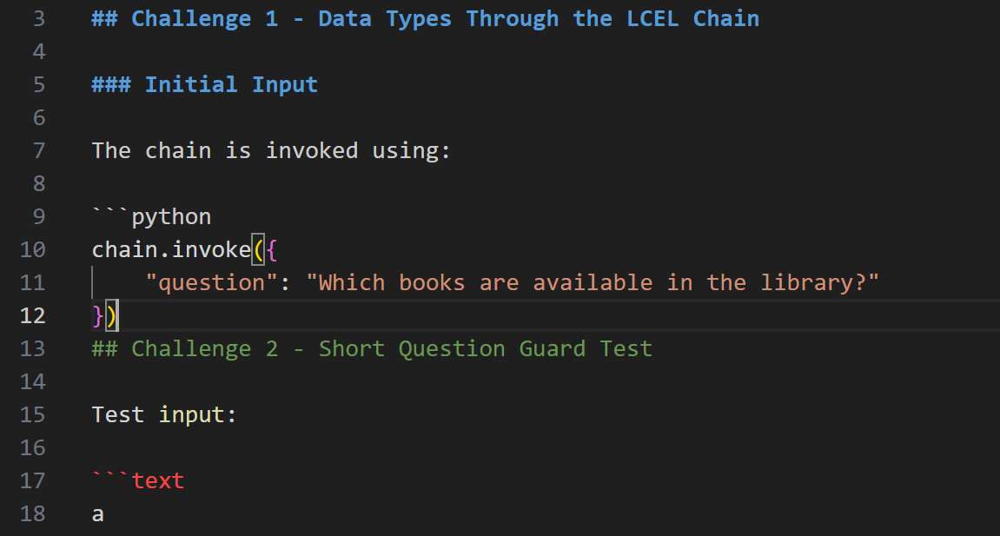 3 ## Challenge 1 - Data Types Through the LCEL Chain
4
5 ### Initial Input
6
7 The chain is invoked using:
8
9 ```python
10 chain.invoke({
11     "question": "Which books are available in the library?"
12 })
13 ## Challenge 2 - Short Question Guard Test
14
15 Test input:
16
17 ```text
18 a